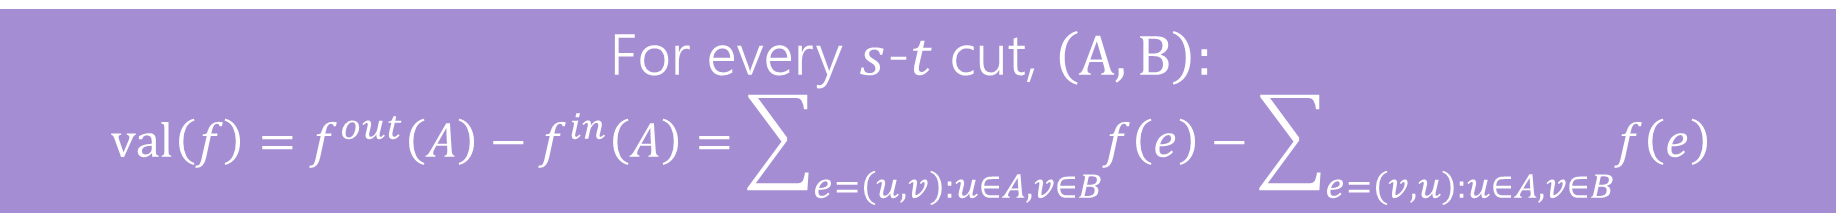 For every s-t cut, (A, B):
val(f) = f^{out}(A) − f^{in}(A) = ∑_{e=(u,v):u∈A,v∈B} f(e) − ∑_{e=(v,u):u∈A,v∈B} f(e)